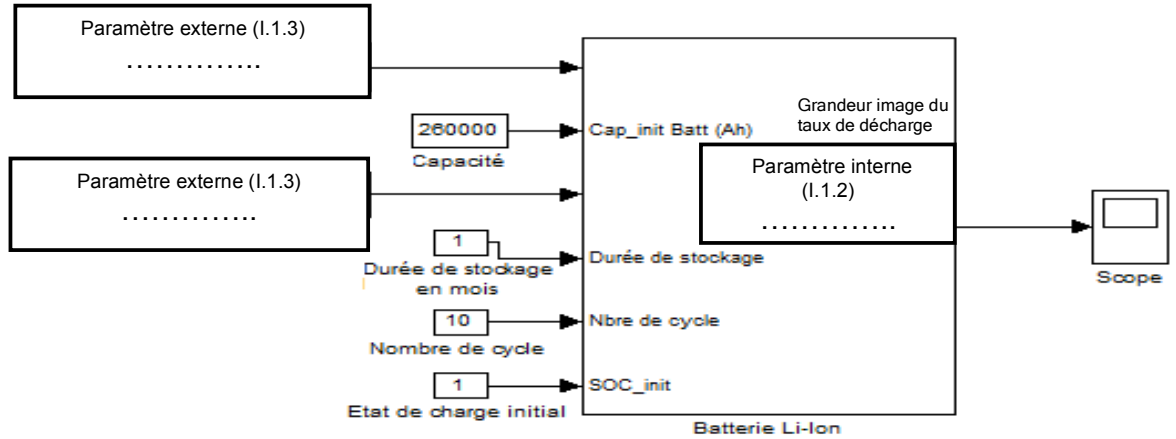 Paramètre externe (I.1.3)
…………..
260000
Capacité
Cap_init Batt (Ah)
Grandeur image du
taux de décharge
Paramètre externe (I.1.3)
…………..
Paramètre interne
(I.1.2)
…………..
1
Durée de stockage
en mois
Durée de stockage
10
Nombre de cycle
Nbre de cycle
1
Etat de charge initial
SOC_init
Batterie Li-Ion
Scope